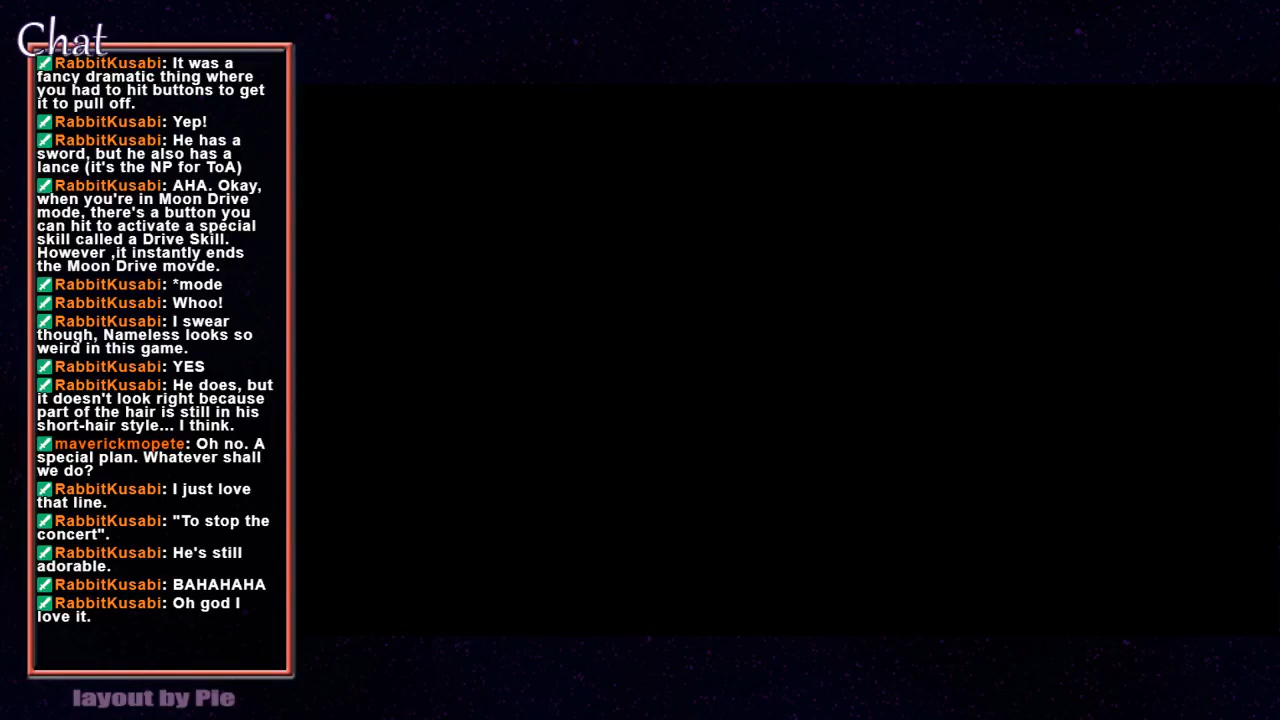 Chat
RabbitKusabi: It was a
fancy dramatic thing where
you had to hit buttons to get
it to pull off.
RabbitKusabi: Yep!
RabbitKusabi: He has a
sword, but he also has a
lance (it's the NP for ToA)
RabbitKusabi: AHA. Okay,
when you're in Moon Drive
mode, there's a button you
can hit to activate a special
skill called a Drive Skill.
However ,it instantly ends
the Moon Drive movde.
RabbitKusabi: *mode
RabbitKusabi: Whoo!
RabbitKusabi: I swear
though, Nameless looks so
weird in this game.
RabbitKusabi: YES
RabbitKusabi: He does, but
it doesn't look right because
part of the hair is still in his
short-hair style... I think.
maverickmopete: Oh no. A
special plan. Whatever shall
we do?
RabbitKusabi: I just love
that line.
RabbitKusabi: "To stop the
concert".
RabbitKusabi: He's still
adorable.
RabbitKusabi: BAHAHAHA
RabbitKusabi: Oh god I
love it.
layout by Pie